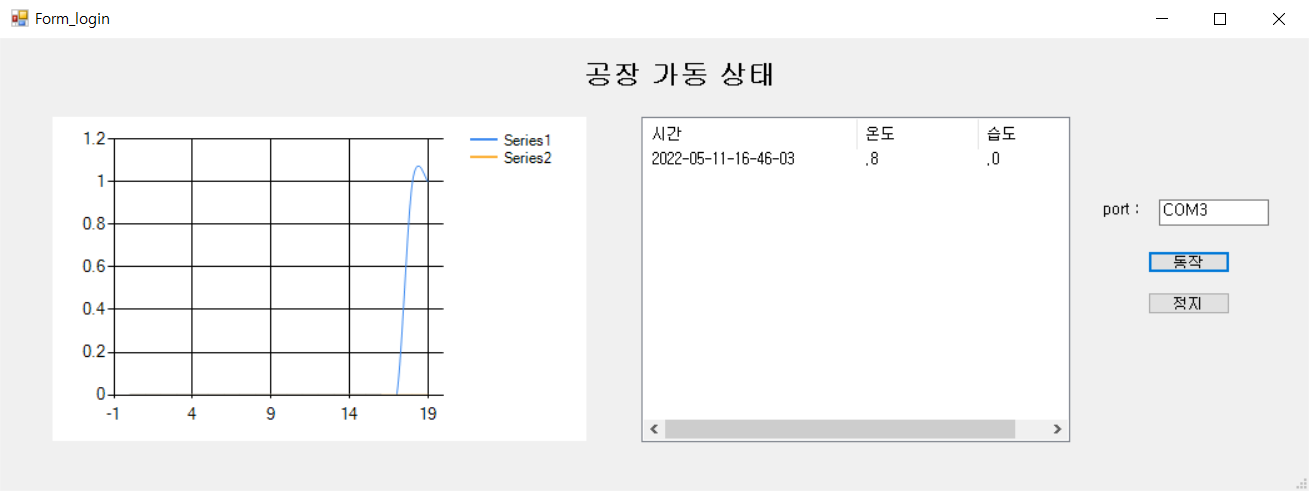 Form_login
공장 가동 상태
1.2
1
0.8
0.6
0.4
0.2
0
-1 4 9 14 19
Series1
Series2
시간 온도 습도
2022-05-11-16-46-03 .8 .0
port : COM3
동작
정지